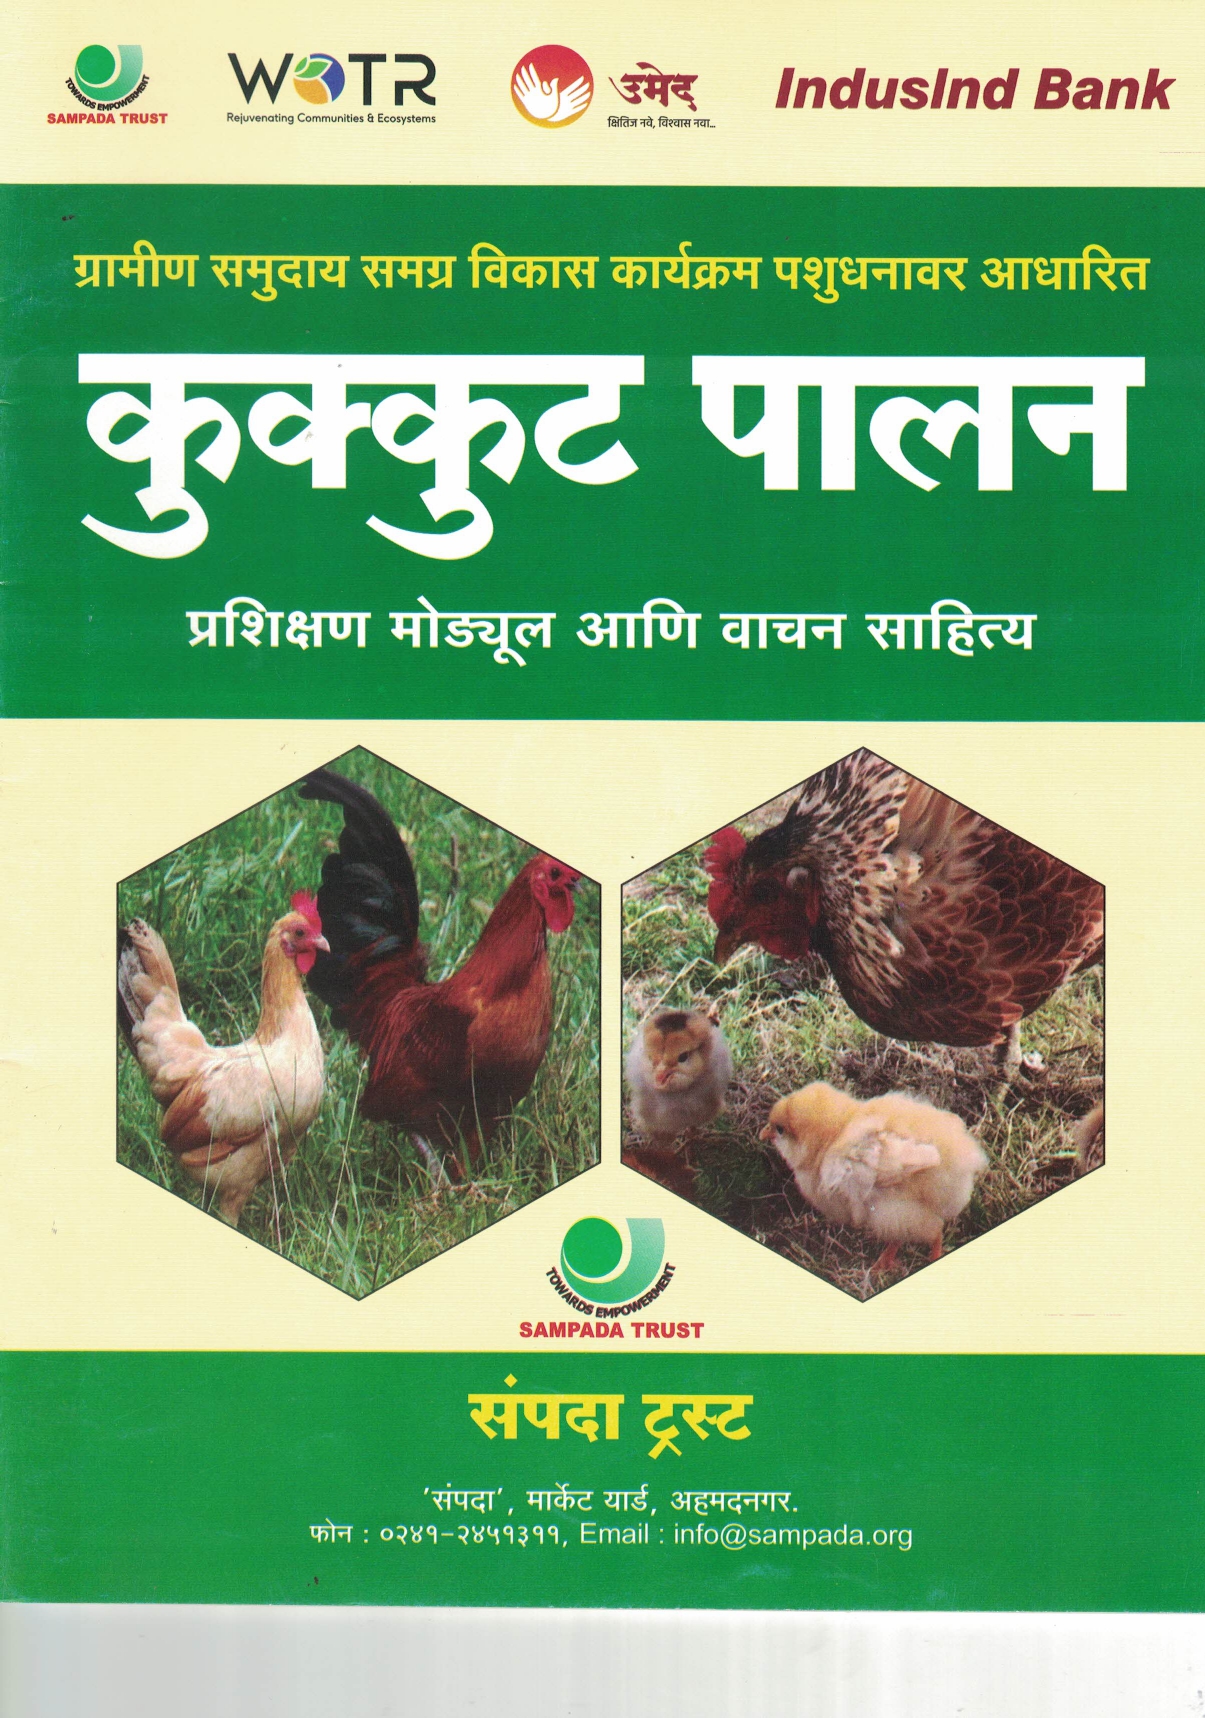 TOWARDS EMPOWERMENT
SAMPADA TRUST
WOTR
Rejuvenating Communities & Ecosystems
उमेद
क्षितिज नवे, विश्वास नवा...
IndusInd Bank
ग्रामीण समुदाय समग्र विकास कार्यक्रम पशुधनावर आधारित
कुक्कुट पालन
प्रशिक्षण मोड्यूल आणि वाचन साहित्य
TOWARDS EMPOWERMENT
SAMPADA TRUST
संपदा ट्रस्ट
'संपदा', मार्केट यार्ड, अहमदनगर.
फोन : ०२४१-२४५१३११, Email : info@sampada.org